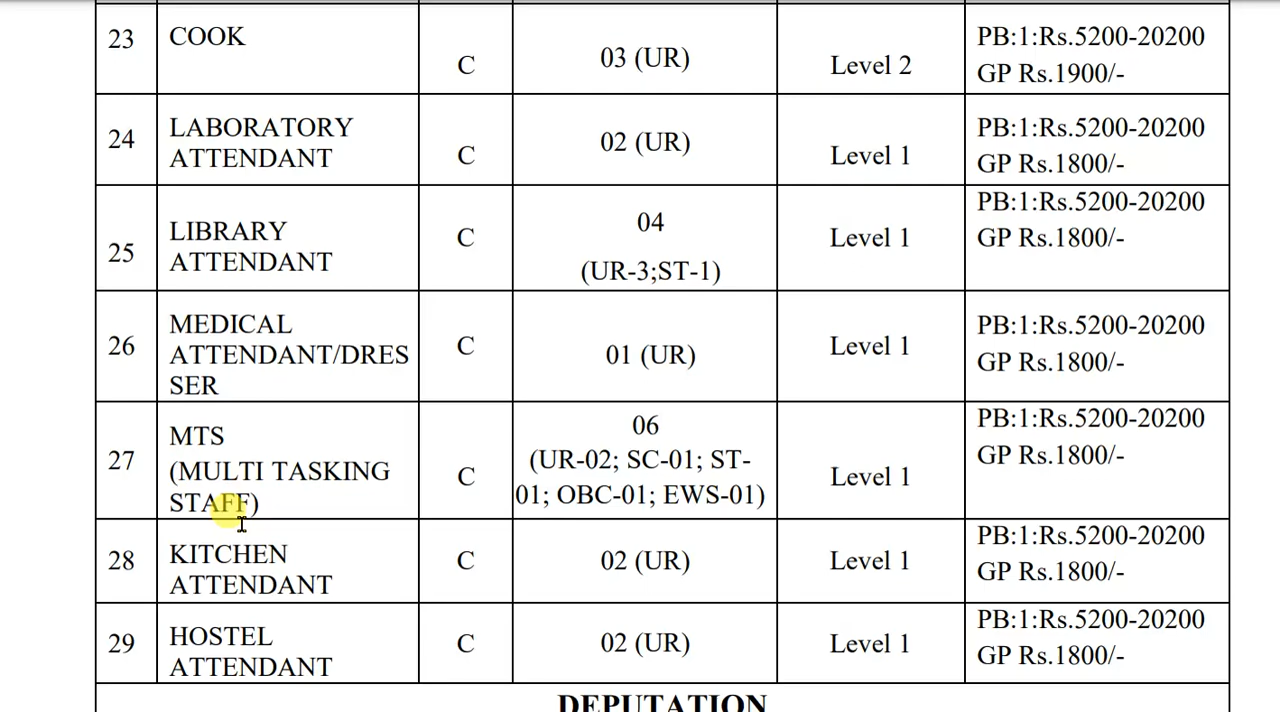 23
COOK
C
03 (UR)
Level 2
PB:1:Rs.5200-20200
GP Rs.1900/-
24
LABORATORY
ATTENDANT
C
02 (UR)
Level 1
PB:1:Rs.5200-20200
GP Rs.1800/-
25
LIBRARY
ATTENDANT
C
04
(UR-3;ST-1)
Level 1
PB:1:Rs.5200-20200
GP Rs.1800/-
26
MEDICAL
ATTENDANT/DRES
SER
C
01 (UR)
Level 1
PB:1:Rs.5200-20200
GP Rs.1800/-
27
MTS
(MULTI TASKING
STAFF)
C
06
(UR-02; SC-01; ST-
01; OBC-01; EWS-01)
Level 1
PB:1:Rs.5200-20200
GP Rs.1800/-
28
KITCHEN
ATTENDANT
C
02 (UR)
Level 1
PB:1:Rs.5200-20200
GP Rs.1800/-
29
HOSTEL
ATTENDANT
C
02 (UR)
Level 1
PB:1:Rs.5200-20200
GP Rs.1800/-
DEPUTATION